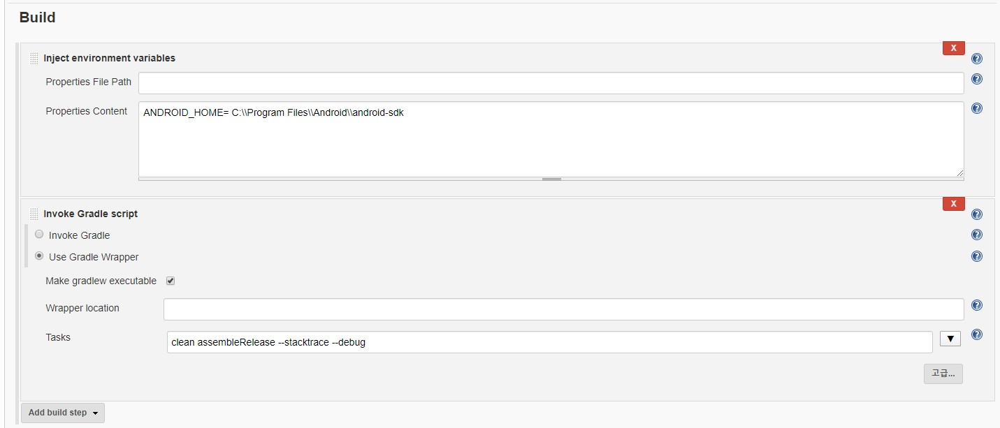 Build
Inject environment variables
X
Properties File Path
Properties Content
ANDROID_HOME= C:\\Program Files\\Android\\android-sdk
Invoke Gradle script
X
Invoke Gradle
Use Gradle Wrapper
Make gradlew executable
Wrapper location
Tasks
clean assembleRelease --stacktrace --debug
고급...
Add build step